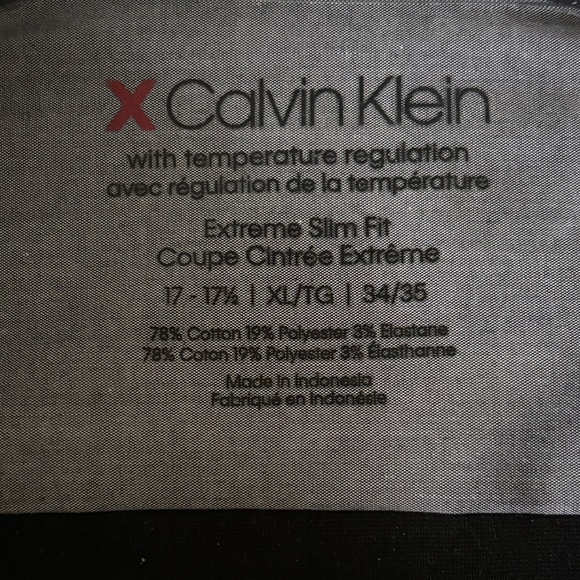 X Calvin Klein
with temperature regulation
avec régulation de la température
Extreme Slim Fit
Coupe Cintrée Extrême
17 - 17½ | XL/TG | 34/35
78% Cotton 19% Polyester 3% Elastane
78% Coton 19% Polyester 3% Élasthanne
Made in Indonesia
Fabriqué en Indonésie